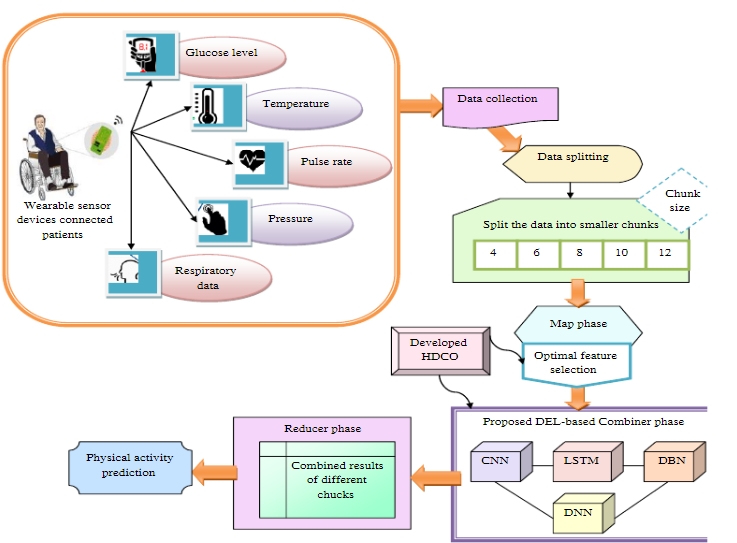 8.1
Glucose level
Temperature
Pulse rate
Pressure
Respiratory
data
Wearable sensor
devices connected
patients
Data collection
Data splitting
Chunk
size
Split the data into smaller chunks
4 6 8 10 12
Map phase
Optimal feature
selection
Developed
HDCO
Proposed DEL-based Combiner phase
CNN LSTM DBN
DNN
Reducer phase
Combined results
of different
chucks
Physical activity
prediction